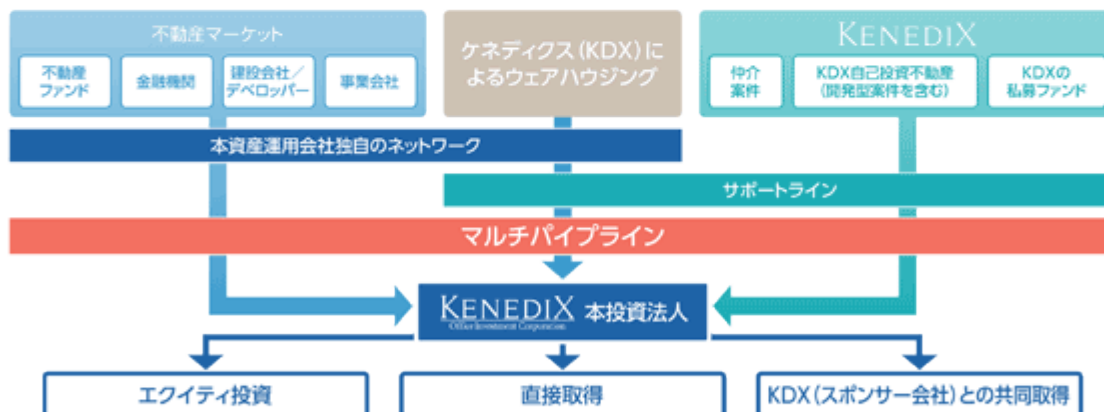 不動産マーケット
不動産
ファンド
金融機関
建設会社／
デベロッパー
事業会社
ケネディクス（KDX）に
よるウェアハウジング
KENEDIX
仲介
案件
KDX自己投資不動産
（開発型案件を含む）
KDXの
私募ファンド
本資産運用会社独自のネットワーク
サポートライン
マルチパイプライン
KENEDIX 本投資法人
Office Investment Corporation
エクイティ投資
直接取得
KDX（スポンサー会社）との共同取得